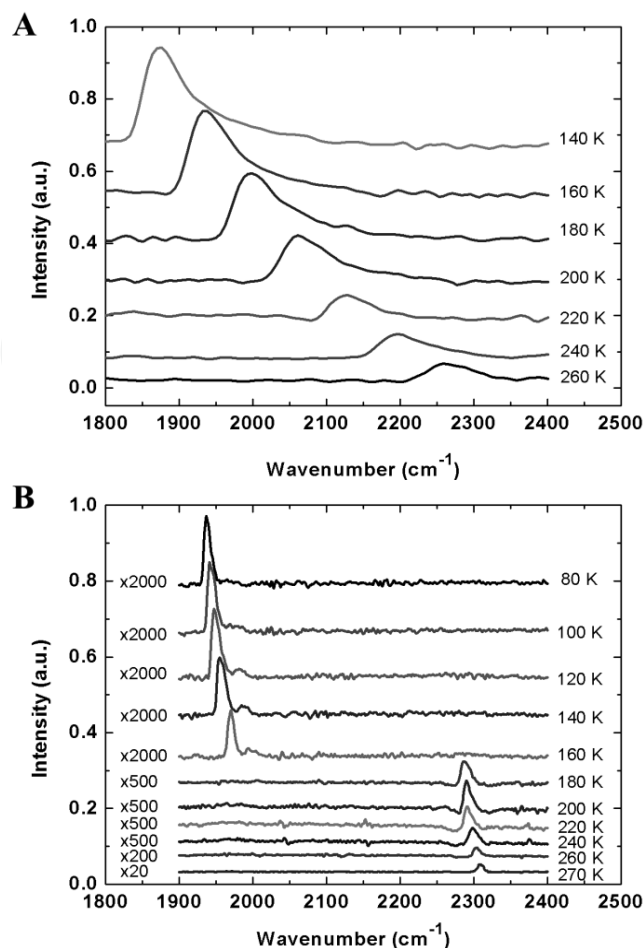 A
1.0
0.8
0.6
0.4
0.2
0.0
Intensity (a.u.)
140 K
160 K
180 K
200 K
220 K
240 K
260 K
1800 1900 2000 2100 2200 2300 2400 2500
Wavenumber (cm⁻¹)
B
1.0
0.8
0.6
0.4
0.2
0.0
Intensity (a.u.)
x2000 80 K
x2000 100 K
x2000 120 K
x2000 140 K
x2000 160 K
x500 180 K
x500 200 K
x500 220 K
x500 240 K
x200 260 K
x20 270 K
1800 1900 2000 2100 2200 2300 2400 2500
Wavenumber (cm⁻¹)